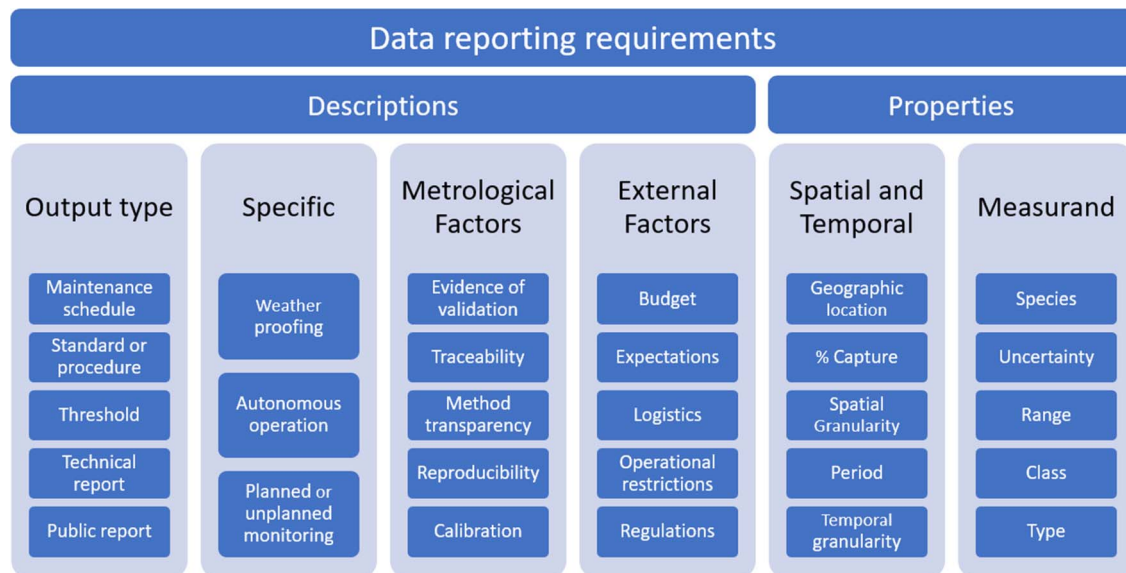 Data reporting requirements
Descriptions
Properties
Output type
Maintenance
schedule
Standard or
procedure
Threshold
Technical
report
Public report
Specific
Weather
proofing
Autonomous
operation
Planned or
unplanned
monitoring
Metrological
Factors
Evidence of
validation
Traceability
Method
transparency
Reproducibility
Calibration
External
Factors
Budget
Expectations
Logistics
Operational
restrictions
Regulations
Spatial and
Temporal
Geographic
location
% Capture
Spatial
Granularity
Period
Temporal
granularity
Measurand
Species
Uncertainty
Range
Class
Type